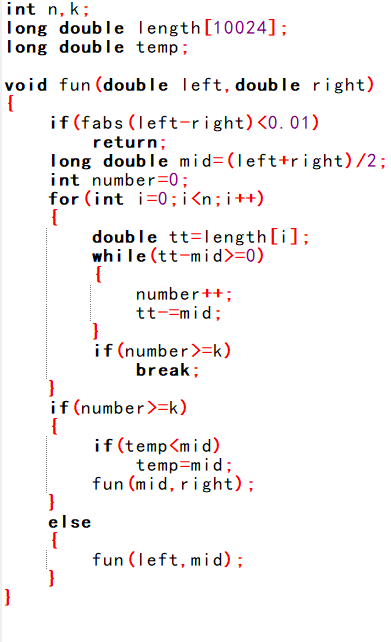 int n,k;
long double length[10024];
long double temp;

void fun(double left,double right)
{
    if(fabs(left-right)<0.01)
        return;
    long double mid=(left+right)/2;
    int number=0;
    for(int i=0;i<n;i++)
    {
        double tt=length[i];
        while(tt-mid>=0)
        {
            number++;
            tt-=mid;
        }
        if(number>=k)
            break;
    }
    if(number>=k)
    {
        if(temp<mid)
            temp=mid;
        fun(mid,right);
    }
    else
    {
        fun(left,mid);
    }
}